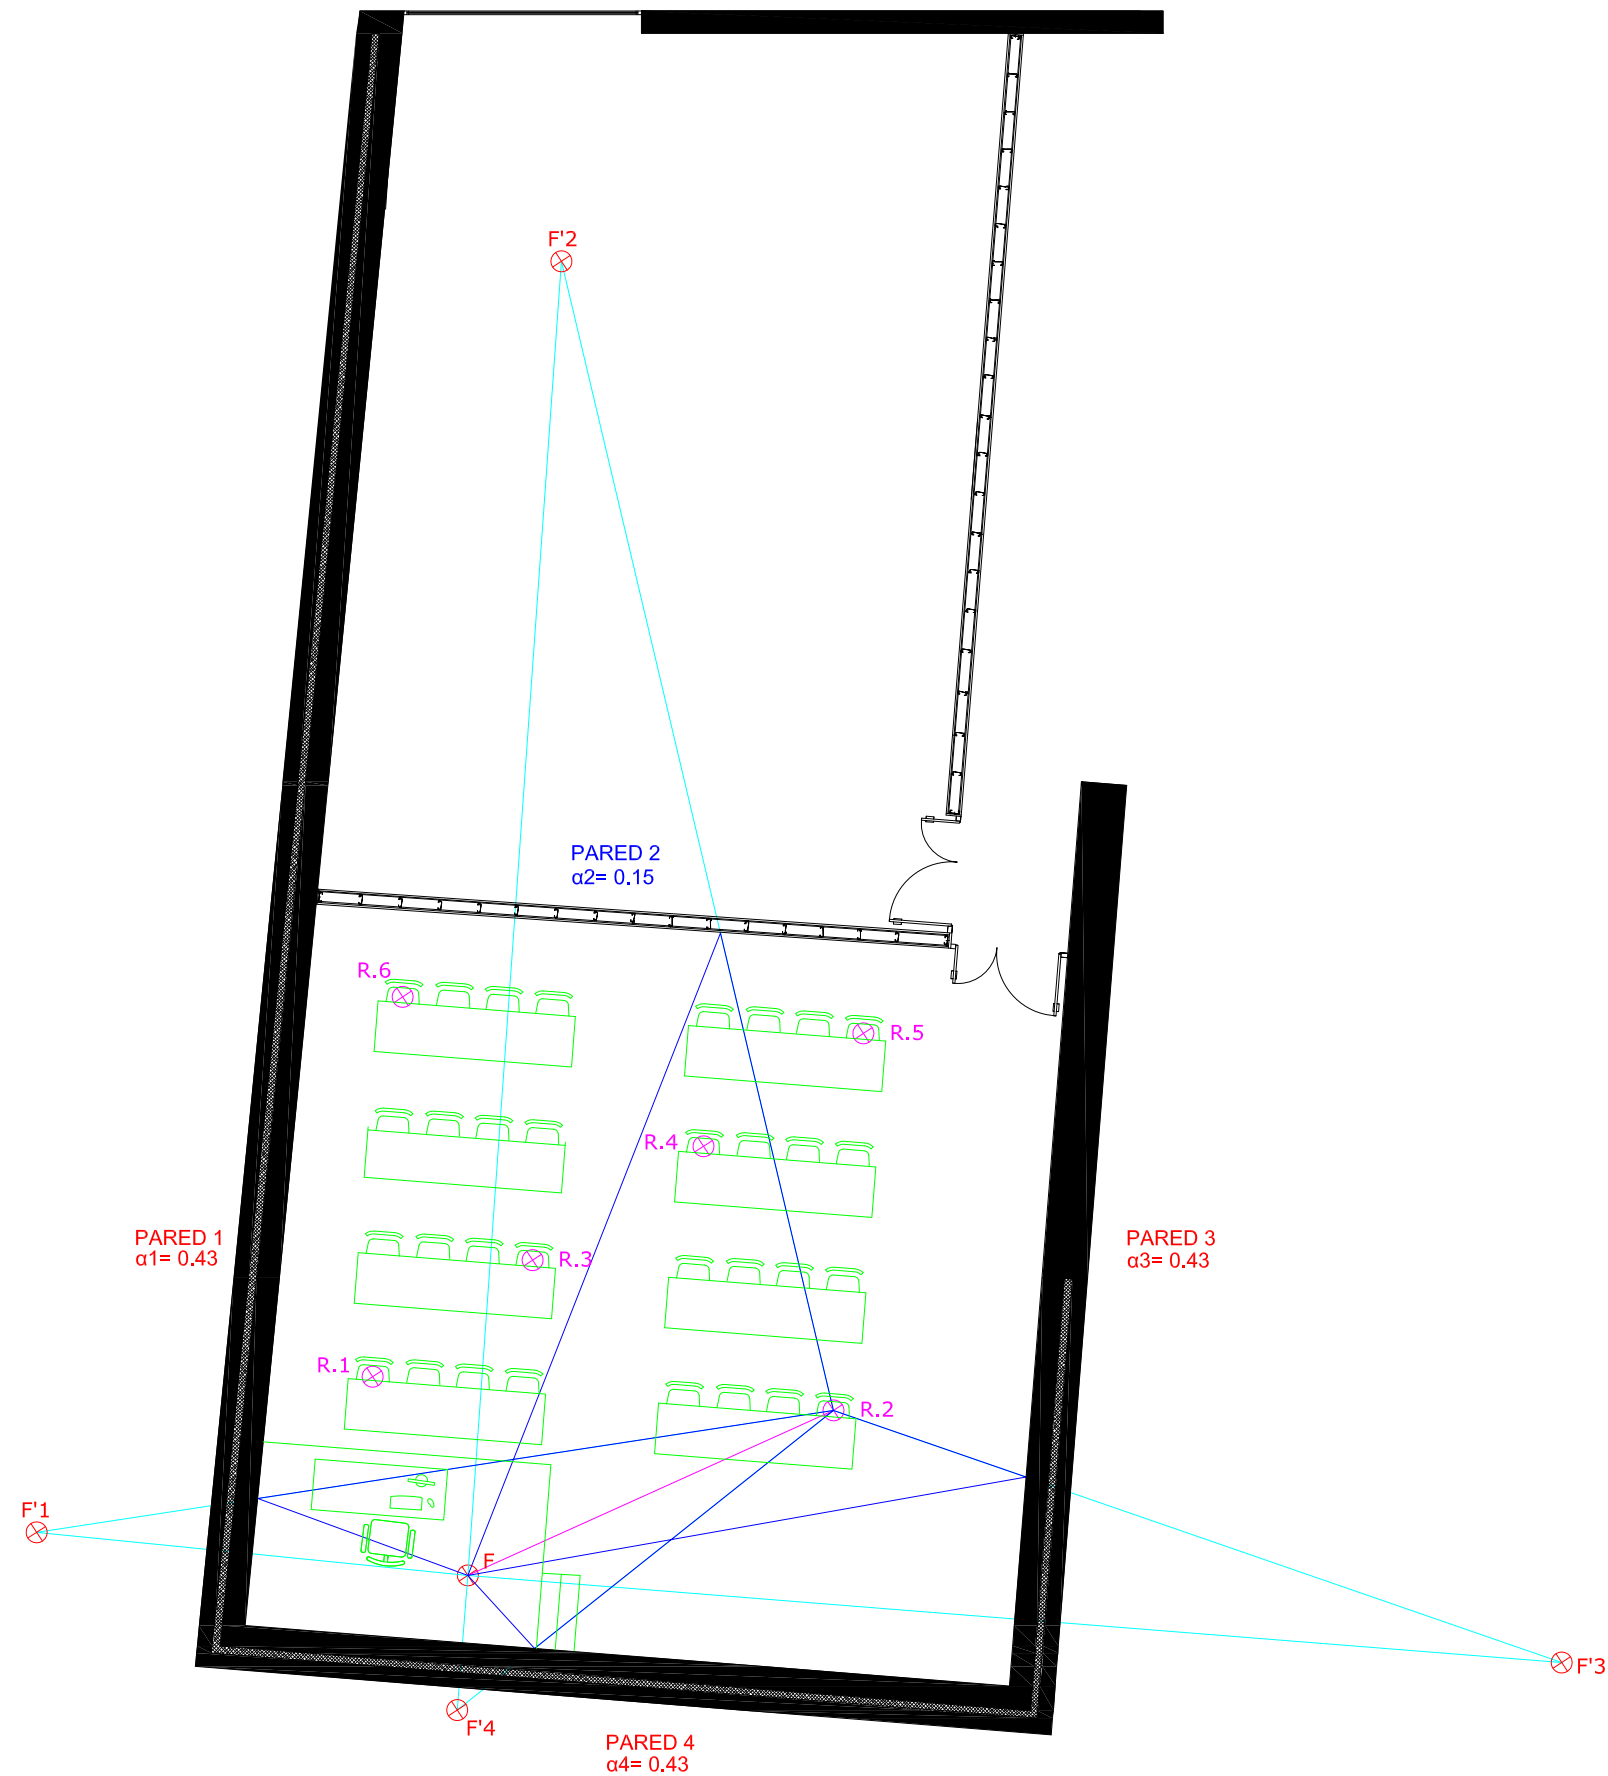 F'2
PARED 2
α2= 0.15
R.6
R.5
R.4
PARED 1
α1= 0.43
R.3
PARED 3
α3= 0.43
R.1
R.2
F'1
F
F'3
F'4
PARED 4
α4= 0.43